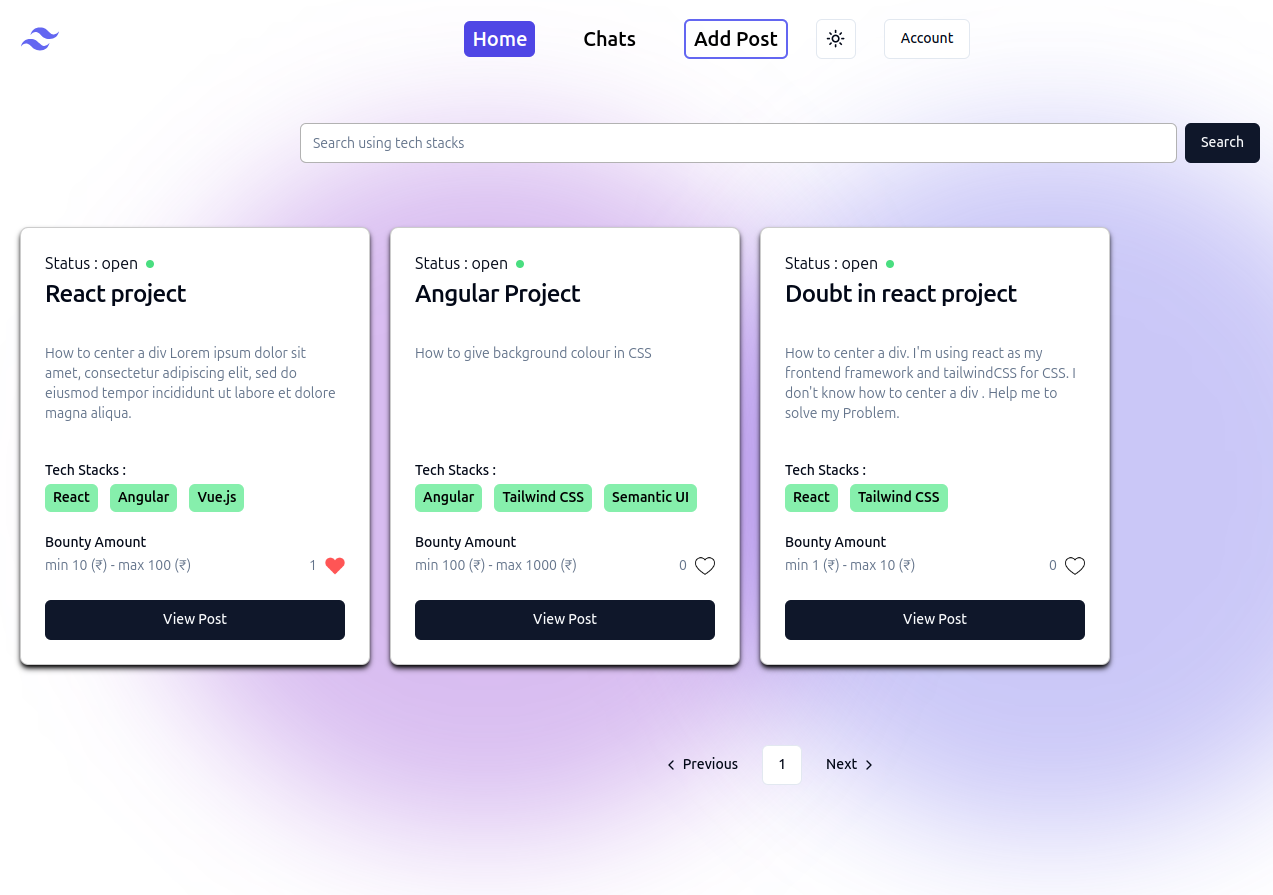 Home Chats Add Post Account
Search using tech stacks Search
Status : open
React project
How to center a div Lorem ipsum dolor sit
amet, consectetur adipiscing elit, sed do
eiusmod tempor incididunt ut labore et dolore
magna aliqua.
Tech Stacks :
React Angular Vue.js
Bounty Amount
min 10 (₹) - max 100 (₹) 1
View Post
Status : open
Angular Project
How to give background colour in CSS
Tech Stacks :
Angular Tailwind CSS Semantic UI
Bounty Amount
min 100 (₹) - max 1000 (₹) 0
View Post
Status : open
Doubt in react project
How to center a div. I'm using react as my
frontend framework and tailwindCSS for CSS. I
don't know how to center a div . Help me to
solve my Problem.
Tech Stacks :
React Tailwind CSS
Bounty Amount
min 1 (₹) - max 10 (₹) 0
View Post
Previous 1 Next